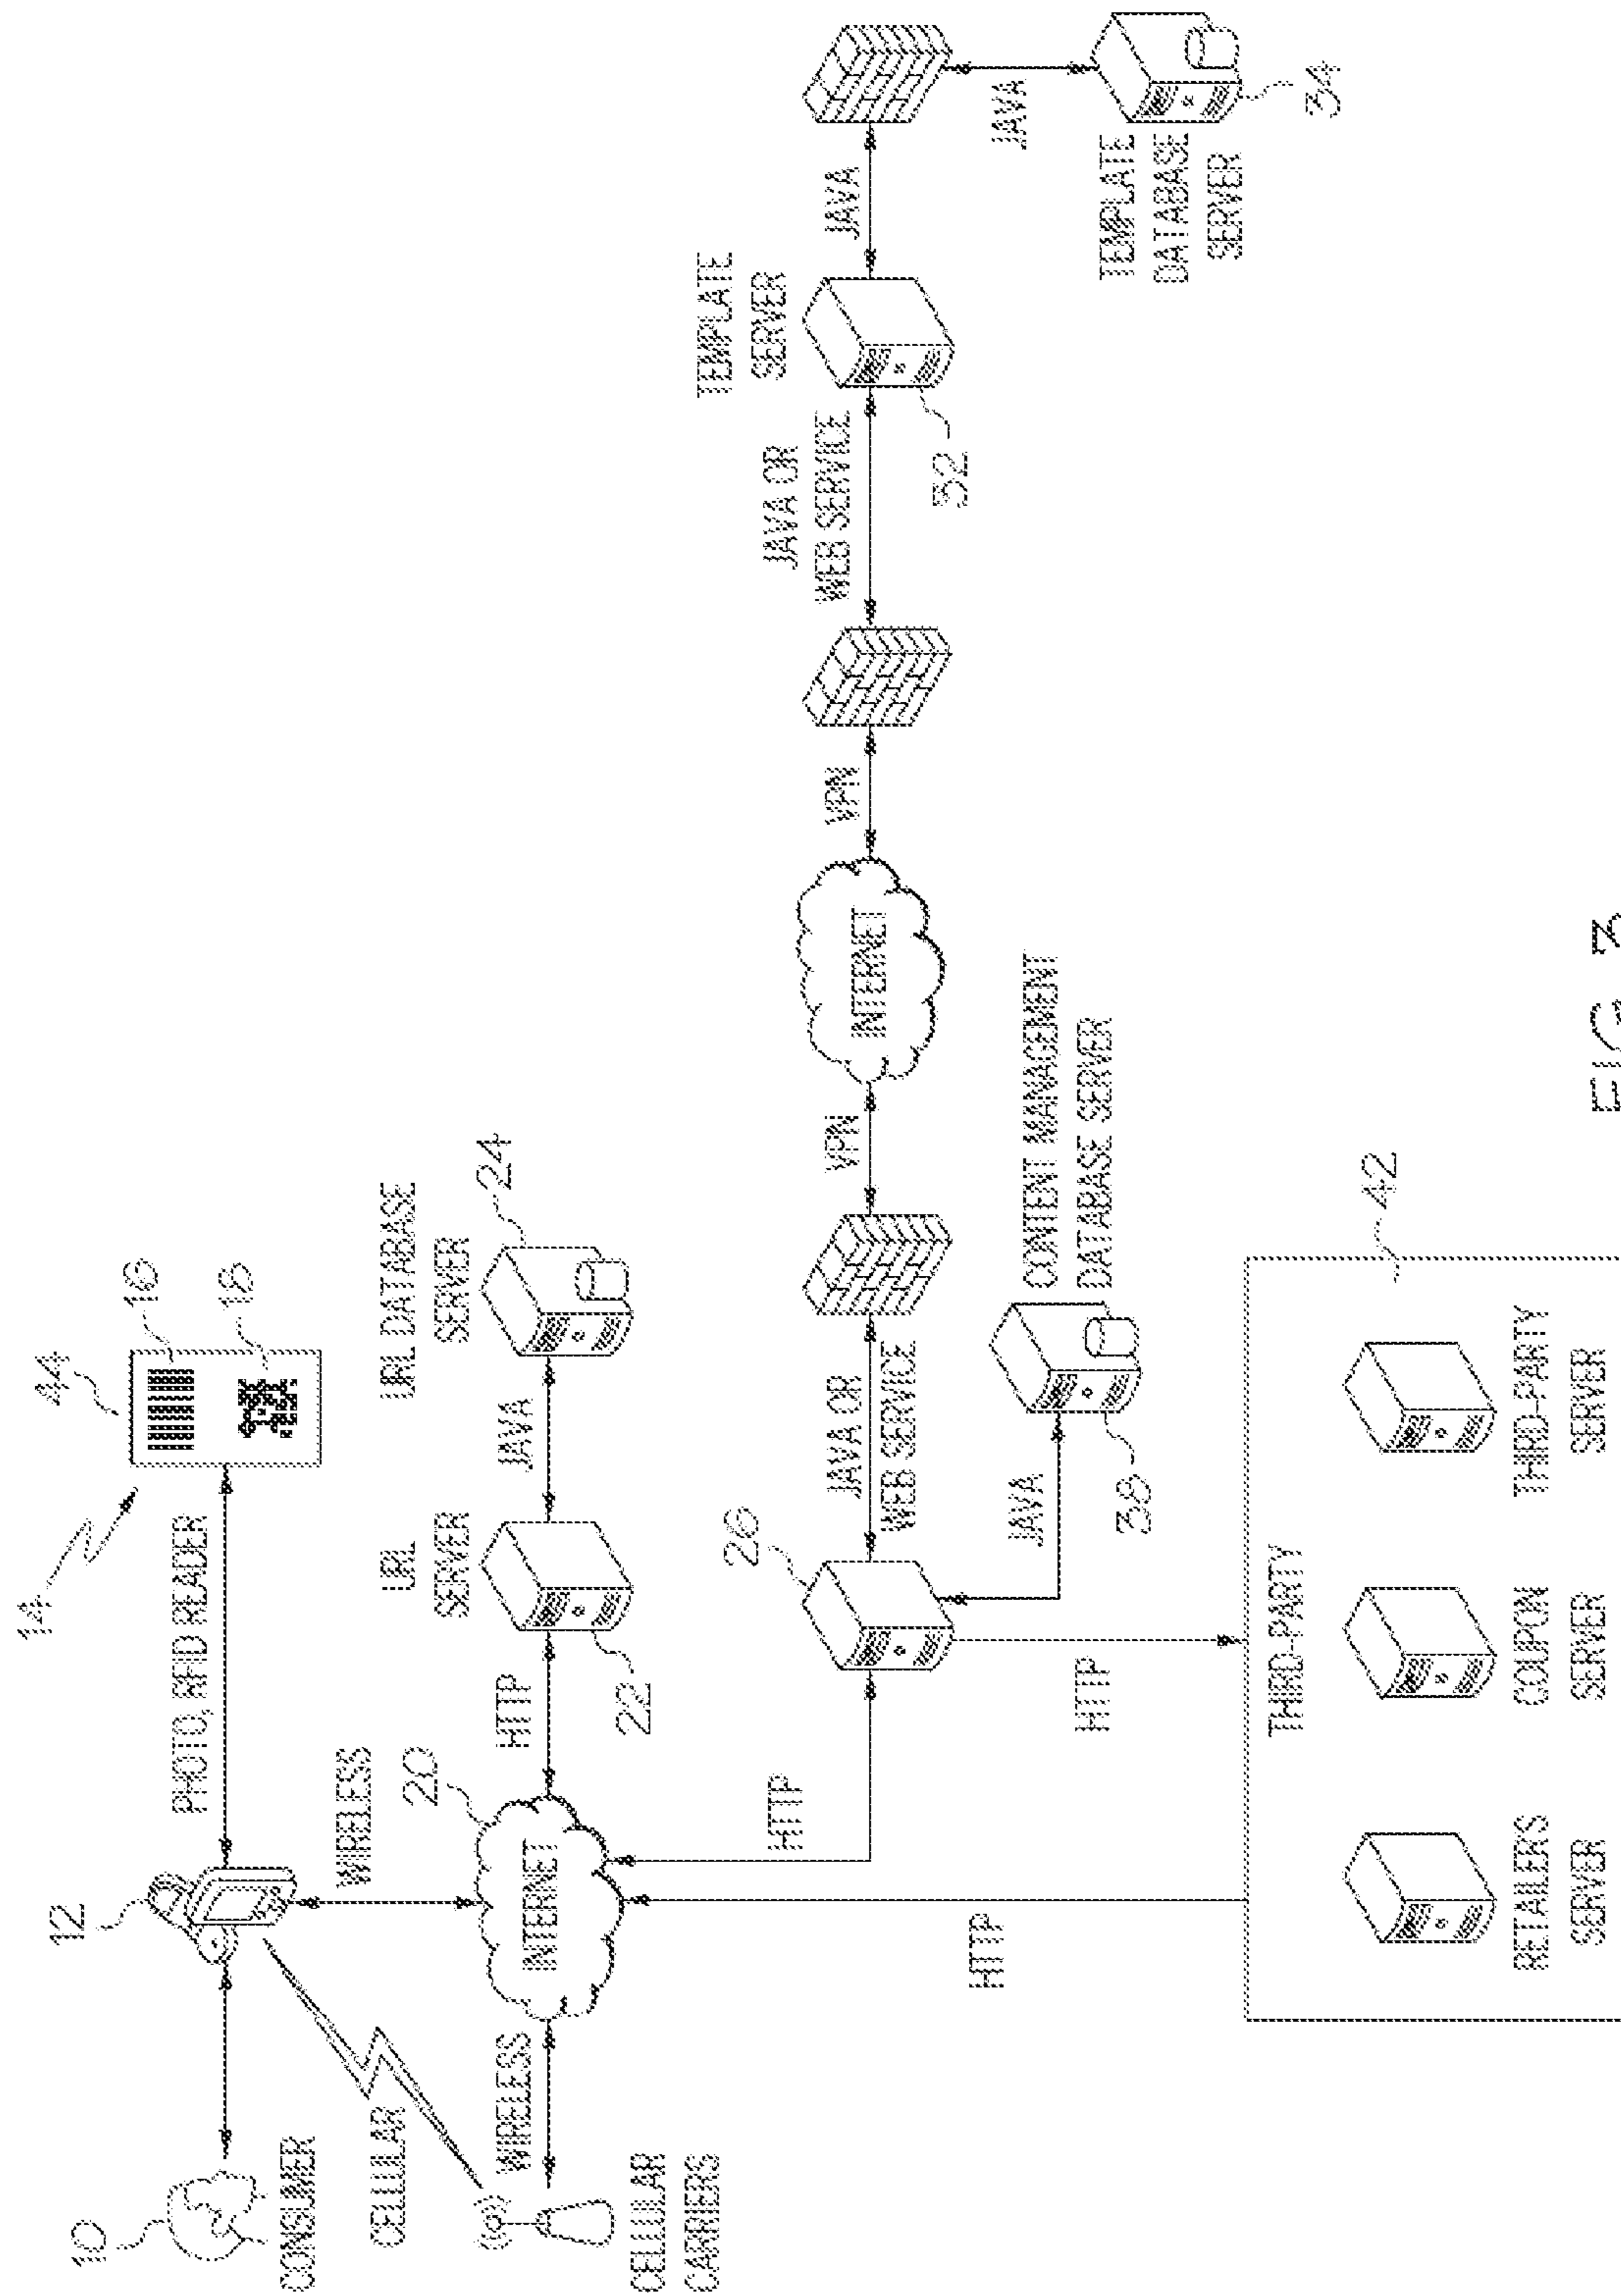 14
44
12
10
16
PHOTO, RFID READER
18
CONSUMER
WIRELESS
CELLULAR
20
URL
SERVER
URL DATABASE
SERVER
24
WIRELESS
HTTP
JAVA
INTERNET
22
CELLULAR
CARRIERS
26
TEMPLATE
SERVER
HTTP
JAVA OR
WEB SERVICE
VPN
INTERNET
VPN
JAVA OR
WEB SERVICE
JAVA
32
HTTP
HTTP
JAVA
CONTENT MANAGEMENT
DATABASE SERVER
38
JAVA
TEMPLATE
DATABASE
SERVER
34
THIRD-PARTY
42
RETAILERS
SERVER
COUPON
SERVER
THIRD-PARTY
SERVER
FIG. 3